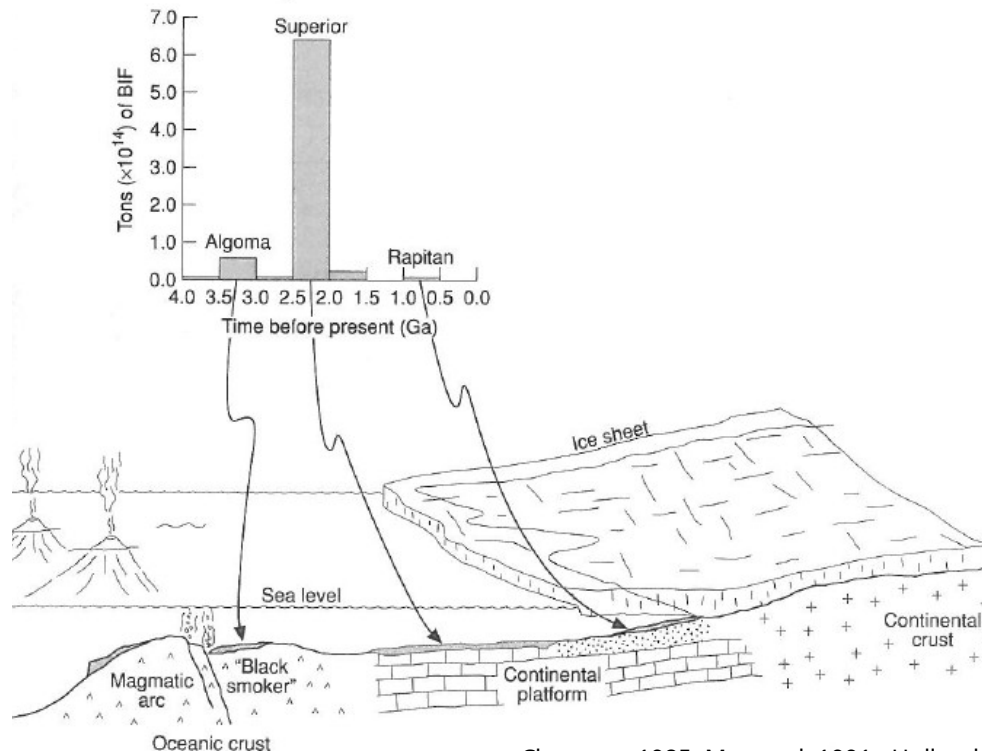 7.0
6.0
5.0
4.0
3.0
2.0
1.0
0.0
Tons (×10¹⁴) of BIF
Superior
Algoma
Rapitan
4.0 3.5 3.0 2.5 2.0 1.5 1.0 0.5 0.0
Time before present (Ga)
Ice sheet
Sea level
"Black
smoker"
Magmatic
arc
Continental
platform
Continental
crust
Oceanic crust